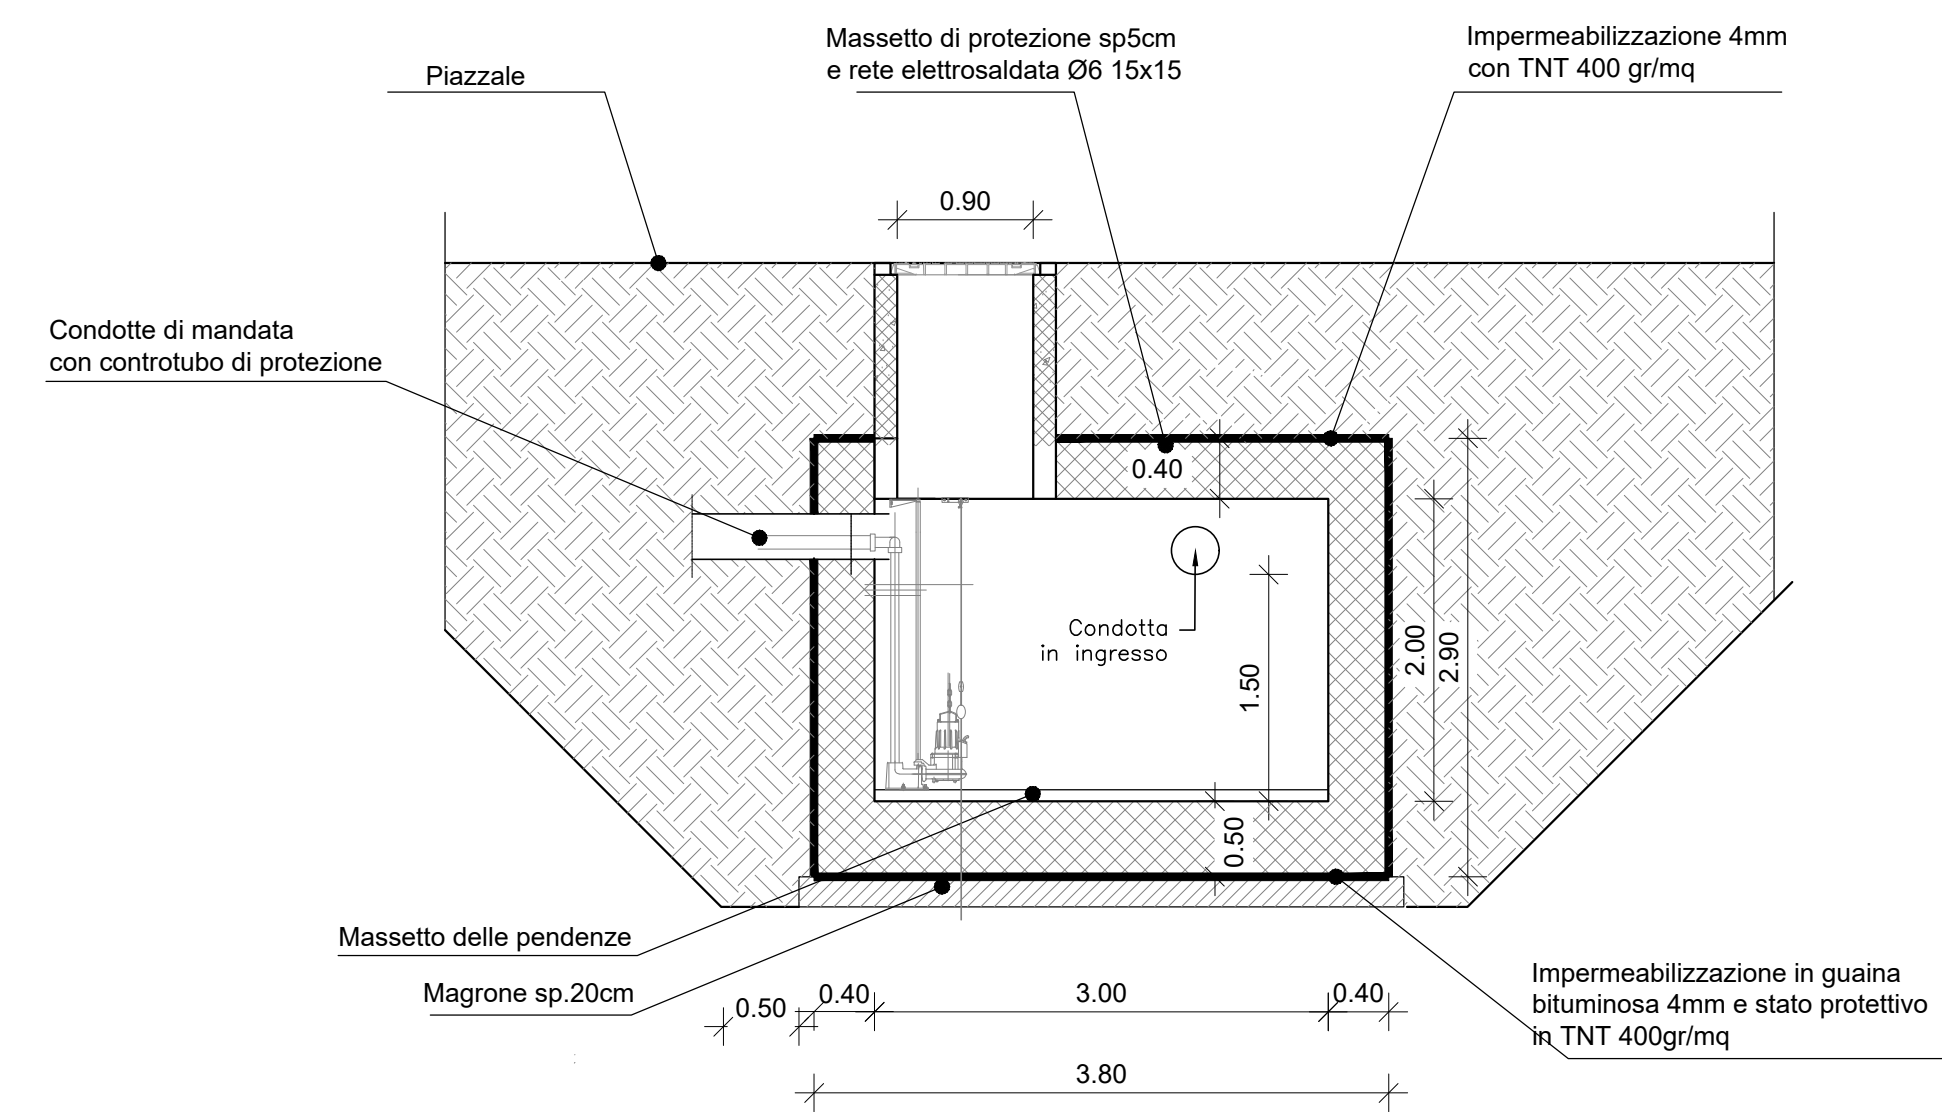 Massetto di protezione sp5cm
e rete elettrosaldata Ø6 15x15
Impermeabilizzazione 4mm
con TNT 400 gr/mq
Piazzale
0.90
Condotte di mandata
con controtubo di protezione
0.40
Condotta
in ingresso
1.50
2.00
2.90
0.50
Massetto delle pendenze
Magrone sp.20cm
Impermeabilizzazione in guaina
bituminosa 4mm e stato protettivo
in TNT 400gr/mq
0.50
0.40
3.00
0.40
3.80